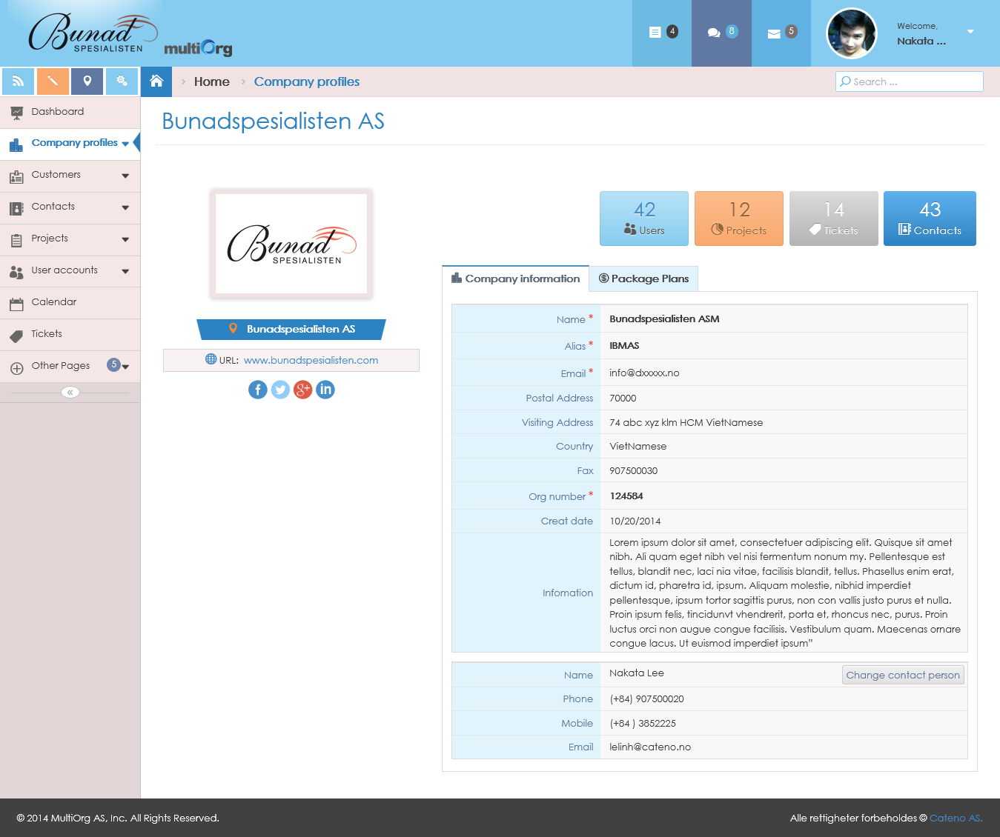 Bunad
SPESIALISTEN
multiOrg
4
8
5
Welcome,
Nakata ...
Home
Company profiles
Search ...
Dashboard
Company profiles
Customers
Contacts
Projects
User accounts
Calendar
Tickets
Other Pages 5
«
Bunadspesialisten AS
Bunad
SPESIALISTEN
Bunadspesialisten AS
URL: www.bunadspesialisten.com
f
g+
in
42
Users
12
Projects
14
Tickets
43
Contacts
Company information
Package Plans
Name * Bunadspesialisten ASM
Alias * IBMAS
Email * info@dxxxxx.no
Postal Address 70000
Visiting Address 74 abc xyz klm HCM VietNamese
Country VietNamese
Fax 907500030
Org number * 124584
Creat date 10/20/2014
Infomation
Lorem ipsum dolor sit amet, consectetuer adipiscing elit. Quisque sit amet
nibh. Ali quam eget nibh vel nisi fermentum nonum my. Pellentesque est
tellus, blandit nec, laci nia vitae, facilisis blandit, tellus. Phasellus enim erat,
dictum id, pharetra id, ipsum. Aliquam molestie, nibhid imperdiet
pellentesque, ipsum tortor sagittis purus, non con vallis justo purus et nulla.
Proin ipsum felis, tincidunvt vhendrerit, porta et, rhoncus nec, purus. Proin
luctus orci non augue congue facilisis. Vestibulum quam. Maecenas ornare
congue lacus. Ut euismod imperdiet ipsum”
Name Nakata Lee Change contact person
Phone (+84) 907500020
Mobile (+84 ) 3852225
Email lelinh@cateno.no
© 2014 MultiOrg AS, Inc. All Rights Reserved.
Alle rettigheter forbeholdes © Cateno AS.